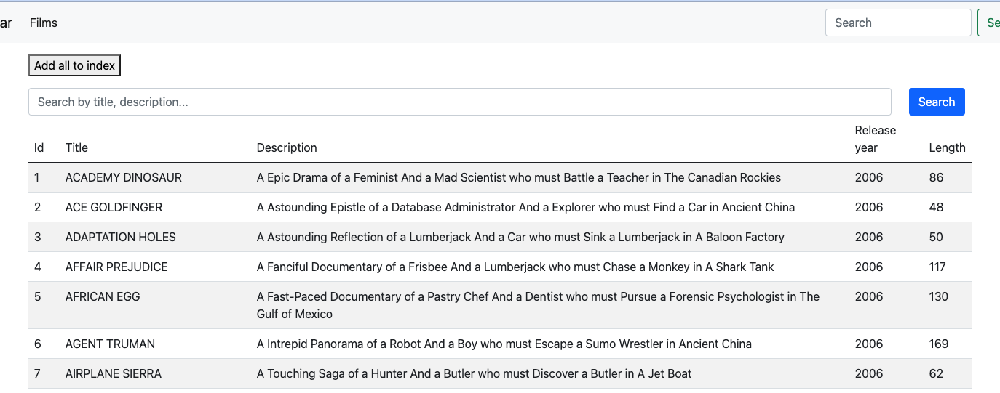 ar Films Search Se
Add all to index
Search by title, description... Search
Id Title Description Release year Length
1 ACADEMY DINOSAUR A Epic Drama of a Feminist And a Mad Scientist who must Battle a Teacher in The Canadian Rockies 2006 86
2 ACE GOLDFINGER A Astounding Epistle of a Database Administrator And a Explorer who must Find a Car in Ancient China 2006 48
3 ADAPTATION HOLES A Astounding Reflection of a Lumberjack And a Car who must Sink a Lumberjack in A Baloon Factory 2006 50
4 AFFAIR PREJUDICE A Fanciful Documentary of a Frisbee And a Lumberjack who must Chase a Monkey in A Shark Tank 2006 117
5 AFRICAN EGG A Fast-Paced Documentary of a Pastry Chef And a Dentist who must Pursue a Forensic Psychologist in The 2006 130
Gulf of Mexico
6 AGENT TRUMAN A Intrepid Panorama of a Robot And a Boy who must Escape a Sumo Wrestler in Ancient China 2006 169
7 AIRPLANE SIERRA A Touching Saga of a Hunter And a Butler who must Discover a Butler in A Jet Boat 2006 62